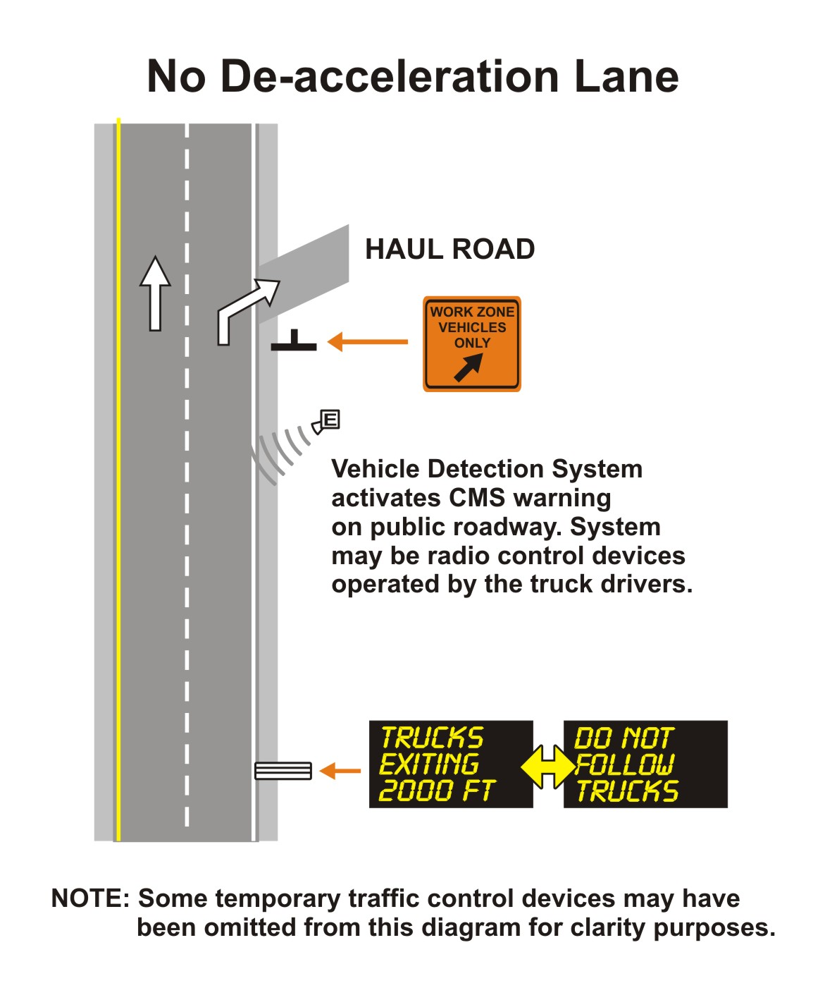 No De-acceleration Lane
HAUL ROAD
WORK ZONE
VEHICLES
ONLY
E
Vehicle Detection System
activates CMS warning
on public roadway. System
may be radio control devices
operated by the truck drivers.
TRUCKS
EXITING
2000 FT
DO NOT
FOLLOW
TRUCKS
NOTE: Some temporary traffic control devices may have
been omitted from this diagram for clarity purposes.